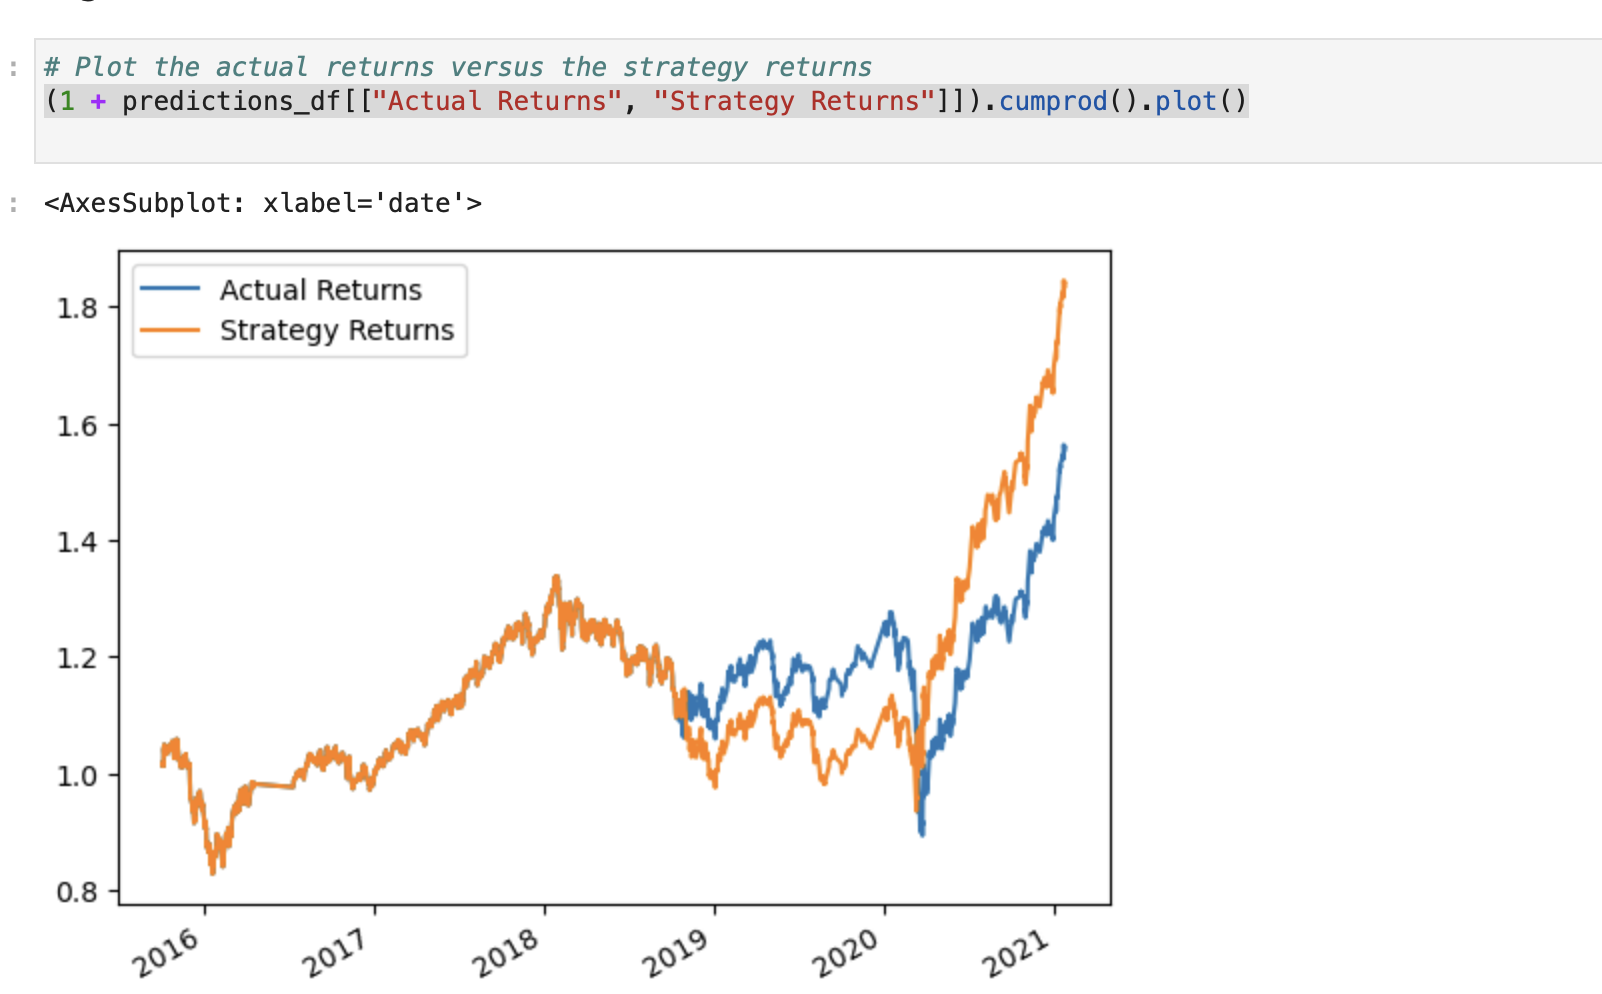 :
# Plot the actual returns versus the strategy returns
(1 + predictions_df[["Actual Returns", "Strategy Returns"]]).cumprod().plot()
:
<AxesSubplot: xlabel='date'>
Actual Returns
Strategy Returns
1.8
1.6
1.4
1.2
1.0
0.8
2016
2017
2018
2019
2020
2021